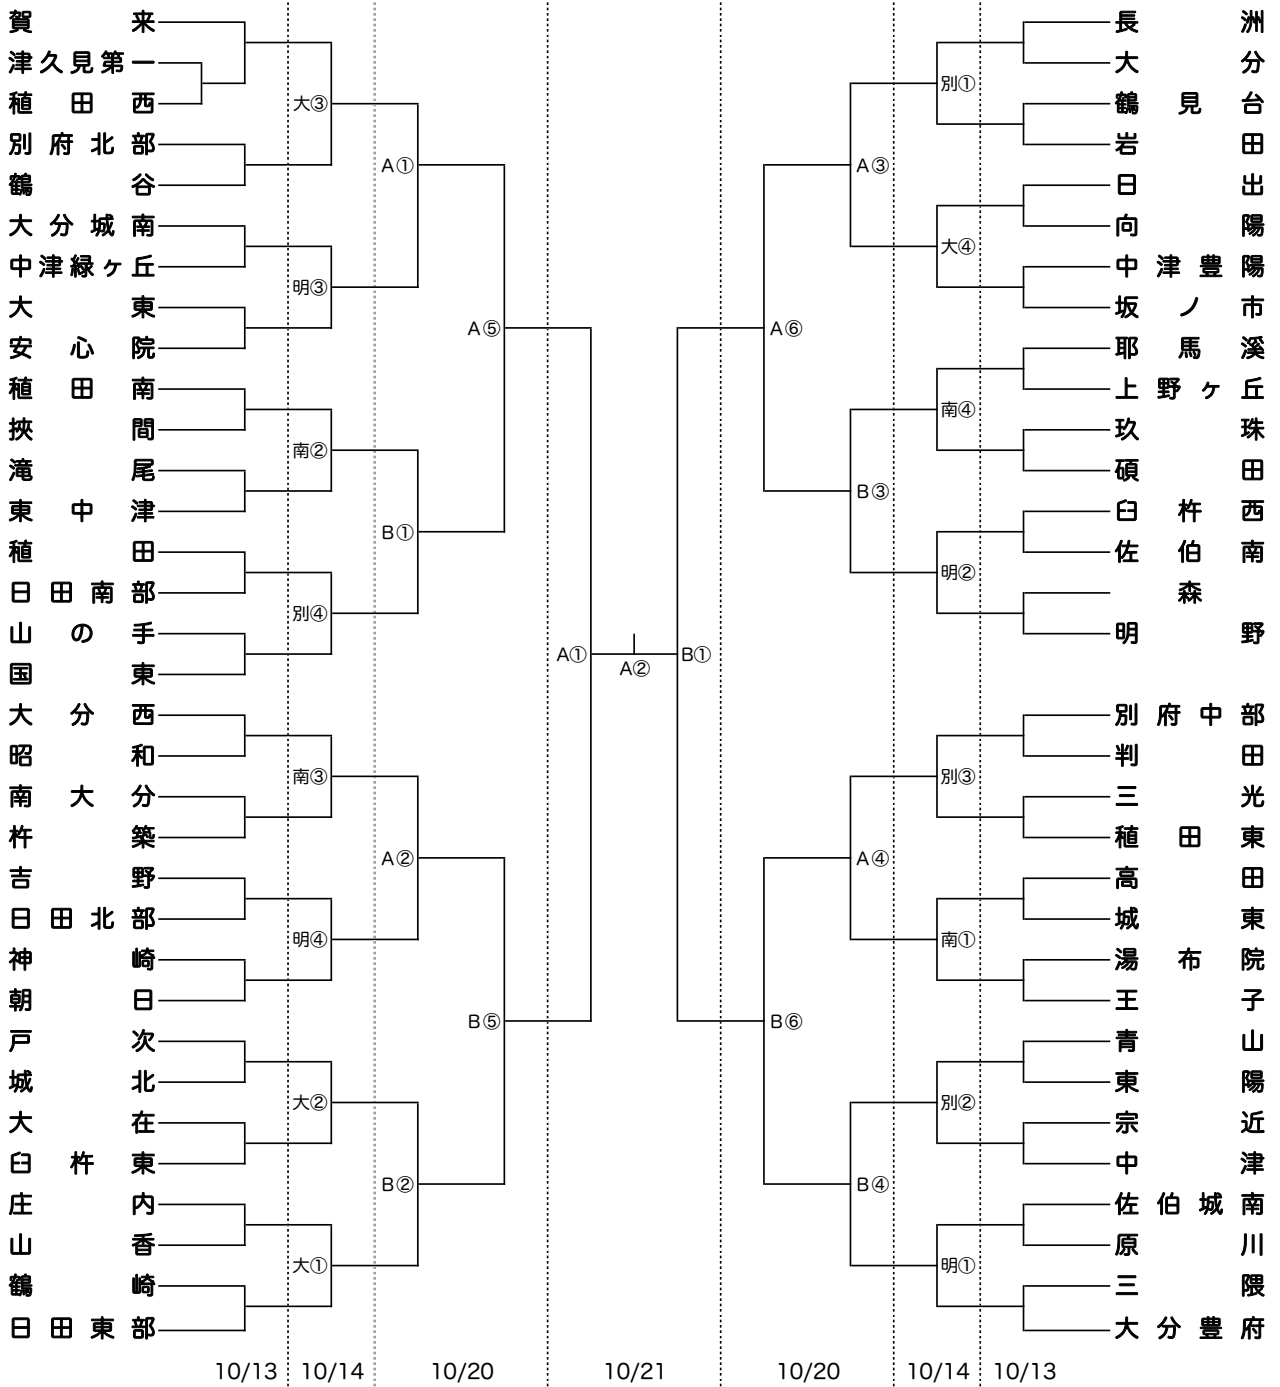 賀来
津久見第一
稙田西
別府北部
鶴谷
大分城南
中津緑ヶ丘
大東
安心院
稙田南
挾間
滝尾
東中津
稙田
日田南部
山の手
国東
大分西
昭和
南大分
杵築
吉野
日田北部
神崎
朝日
戸次
城北
大在
臼杵東
庄内
山香
鶴崎
日田東部
大③
明③
南②
別④
南③
明④
大②
大①
A①
B①
A②
B②
A⑤
B⑤
A①
A②
B①
A⑥
B⑥
A③
B③
A④
B④
別①
大④
南④
明②
別③
南①
別②
明①
長洲
大分
鶴見台
岩田
日出
向陽
中津豊陽
坂ノ市
耶馬溪
上野ヶ丘
玖珠
碩田
臼杵西
佐伯南
森
明野
別府中部
判田
三光
稙田東
高田
城東
湯布院
王子
青山
東陽
宗近
中津
佐伯城南
原川
三隈
大分豊府
10/13 10/14 10/20 10/21 10/20 10/14 10/13